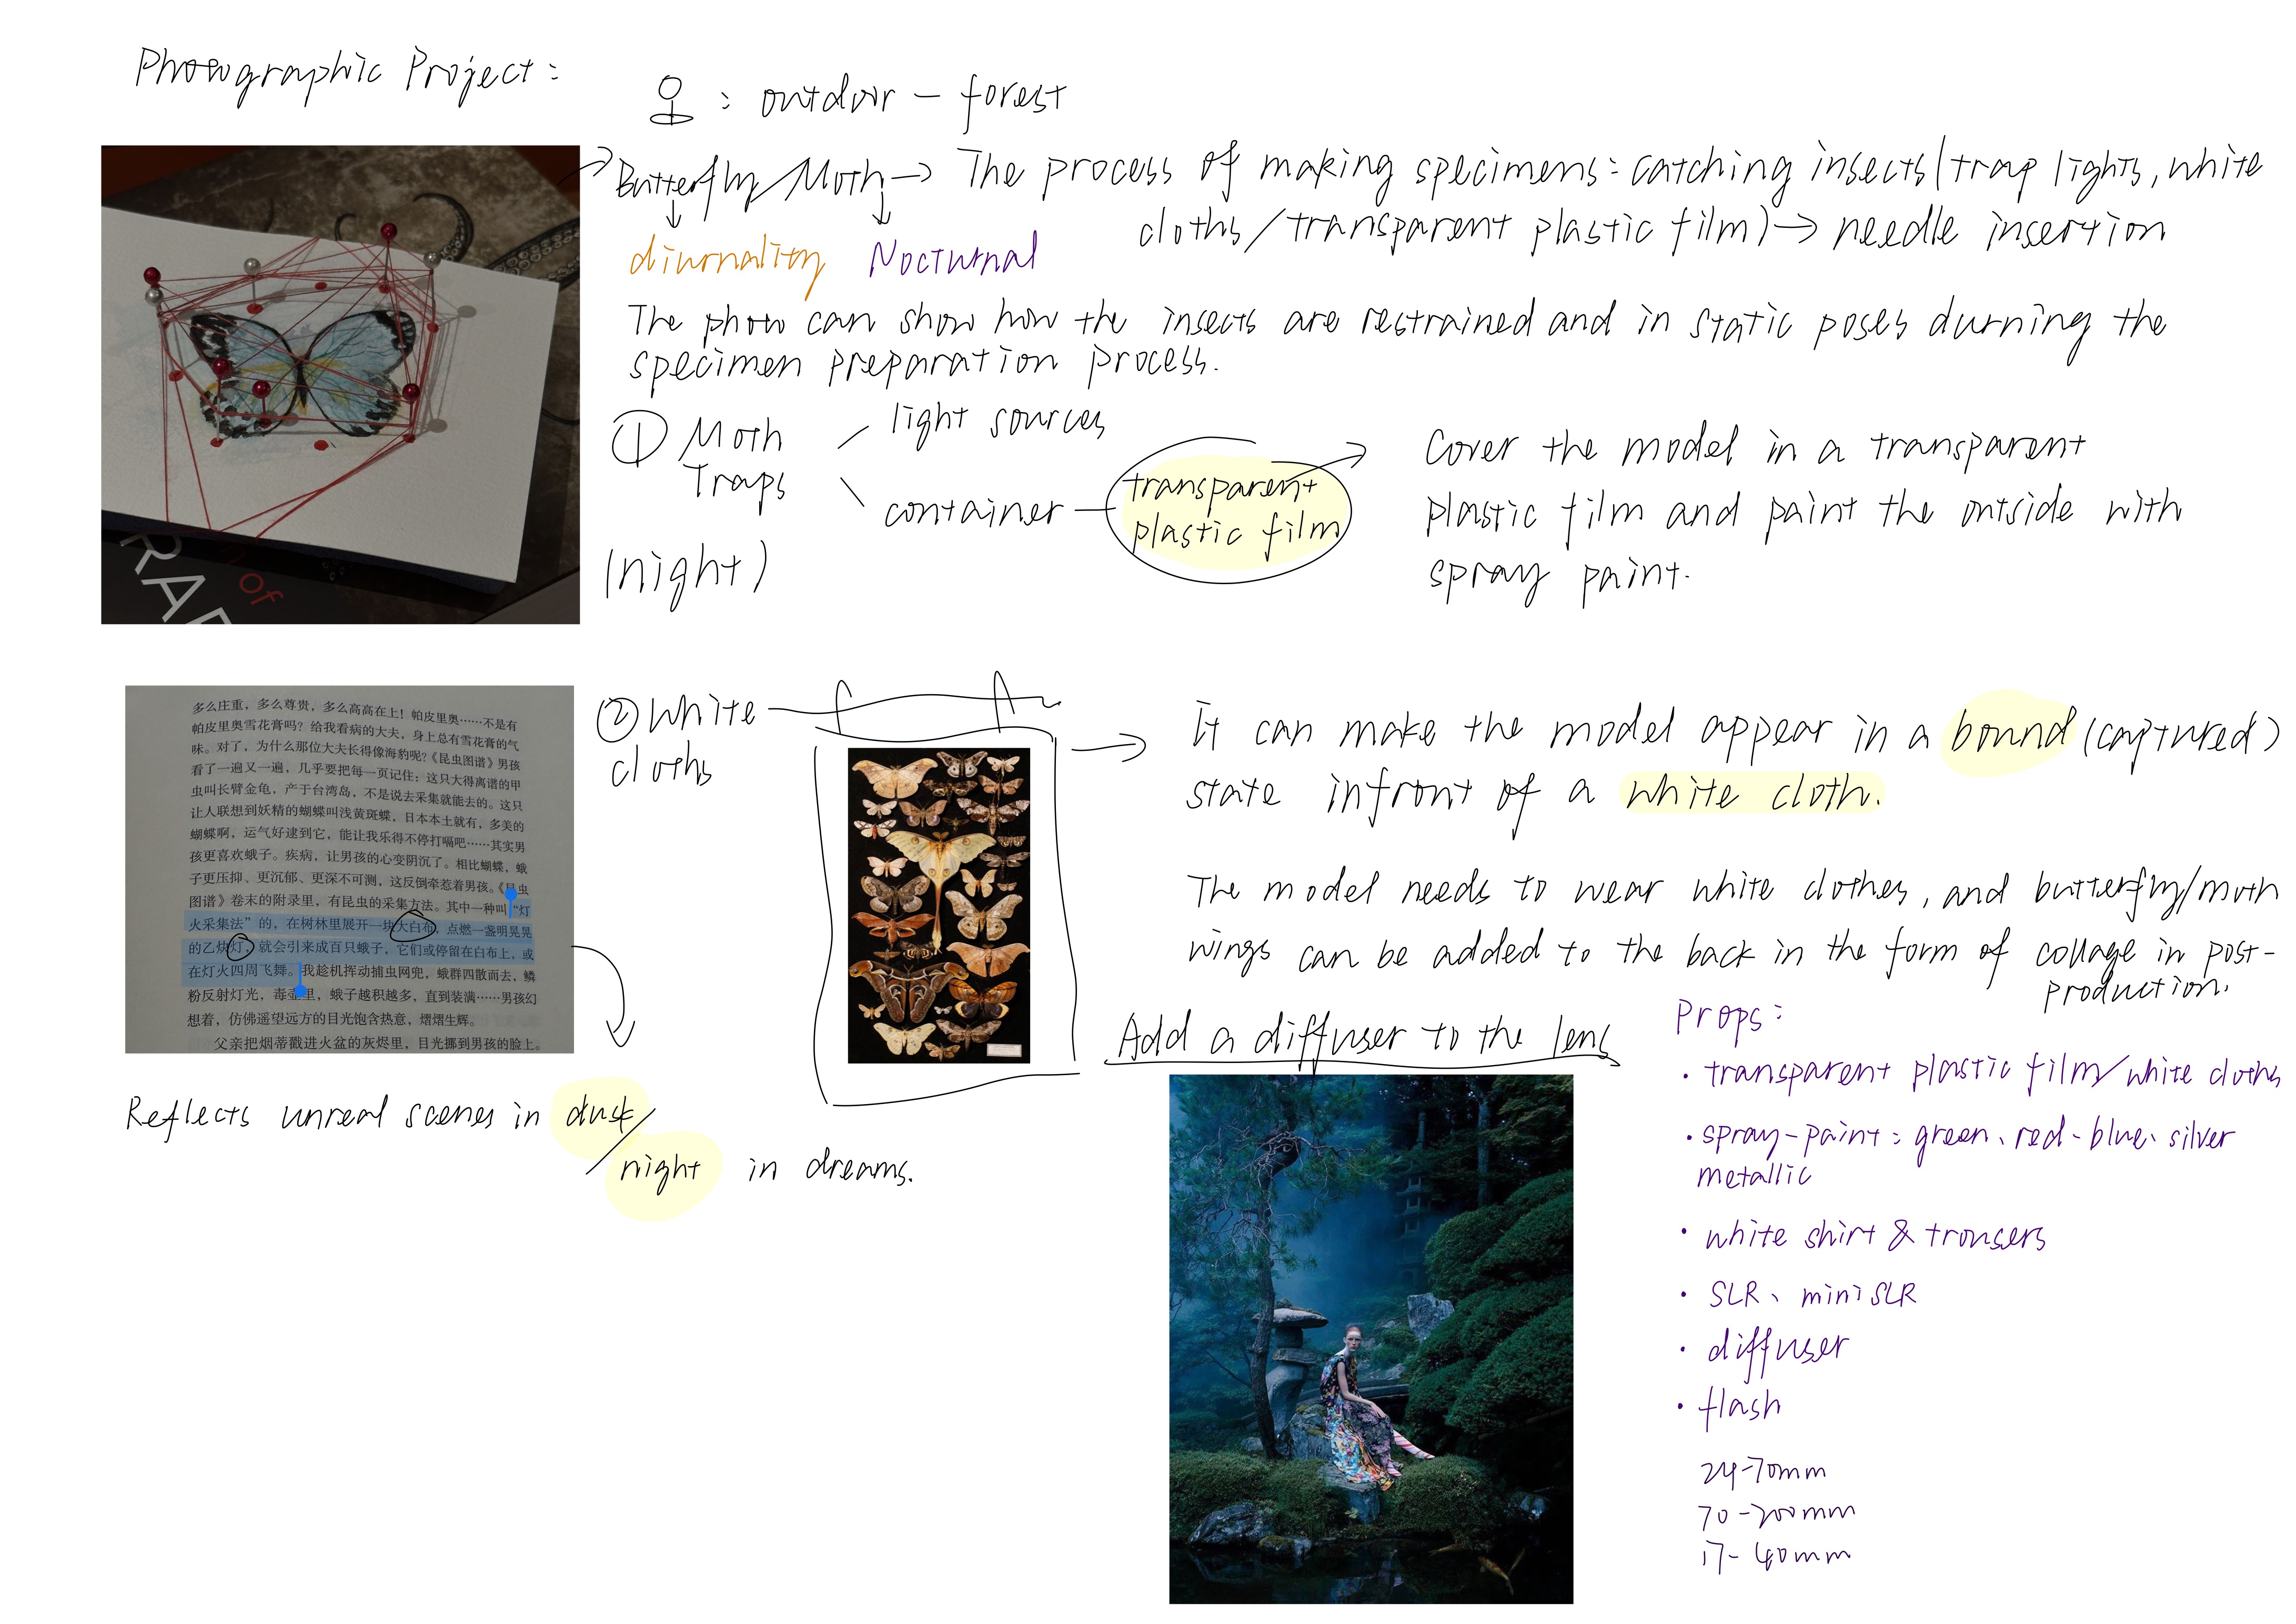 Photographic Project:
: outdoor - forest
Butterfly/Moth → The process of making specimens: catching insects (trap lights, white
cloths/transparent plastic film) → needle insertion
diurnality Nocturnal
The photo can show how the insects are restrained and in static poses durning the
specimen preparation process.
① Moth
Traps
(night)
light sources
container
transparent
plastic film
Cover the model in a transparent
plastic film and paint the outside with
spray paint.
RAF
of
多么庄重，多么尊贵，多么高高在上！帕皮里奥……不是有
帕皮里奥雪花膏吗？给我看病的大夫，身上总有雪花膏的气
味。对了，为什么那位大夫长得像海豹呢？《昆虫图谱》男孩
看了一遍又一遍，几乎要把每一页记住：这只大得离谱的甲
虫叫长臂金龟，产于台湾岛，不是说去采集就能去的。这只
让人联想到妖精的蝴蝶叫浅黄斑蝶，日本本土就有，多美的
蝴蝶啊，运气好逮到它，能让我乐得不停打嗝吧……其实男
孩更喜欢蛾子。疾病，让男孩的心变阴沉了。相比蝴蝶，蛾
子更压抑、更沉郁、更深不可测，这反倒牵惹着男孩。《昆虫
图谱》卷末的附录里，有昆虫的采集方法。其中一种叫“灯
火采集法”的，在树林里展开一块大白布，点燃一盏明晃晃
的乙炔灯，就会引来成百只蛾子，它们或停留在白布上，或
在灯火四周飞舞。我趁机挥动捕虫网兜，蛾群四散而去，鳞
粉反射灯光，毒壶里，蛾子越积越多，直到装满……男孩幻
想着，仿佛遥望远方的目光饱含热意，熠熠生辉。
父亲把烟蒂戳进火盆的灰烬里，目光挪到男孩的脸上。
Reflects unreal scenes in dusk/
night in dreams.
② white
cloths
It can make the model appear in a bound (captured)
state infront of a white cloth.
The model needs to wear white clothes, and butterfly/moth
wings can be added to the back in the form of collage in post-
production.
Add a diffuser to the lens
Props:
· transparent plastic film/white cloths
· spray-paint: green、red-blue、silver
metallic
· white shirt & trousers
· SLR、mini SLR
· diffuser
· flash
24-70mm
70-200mm
17-40mm